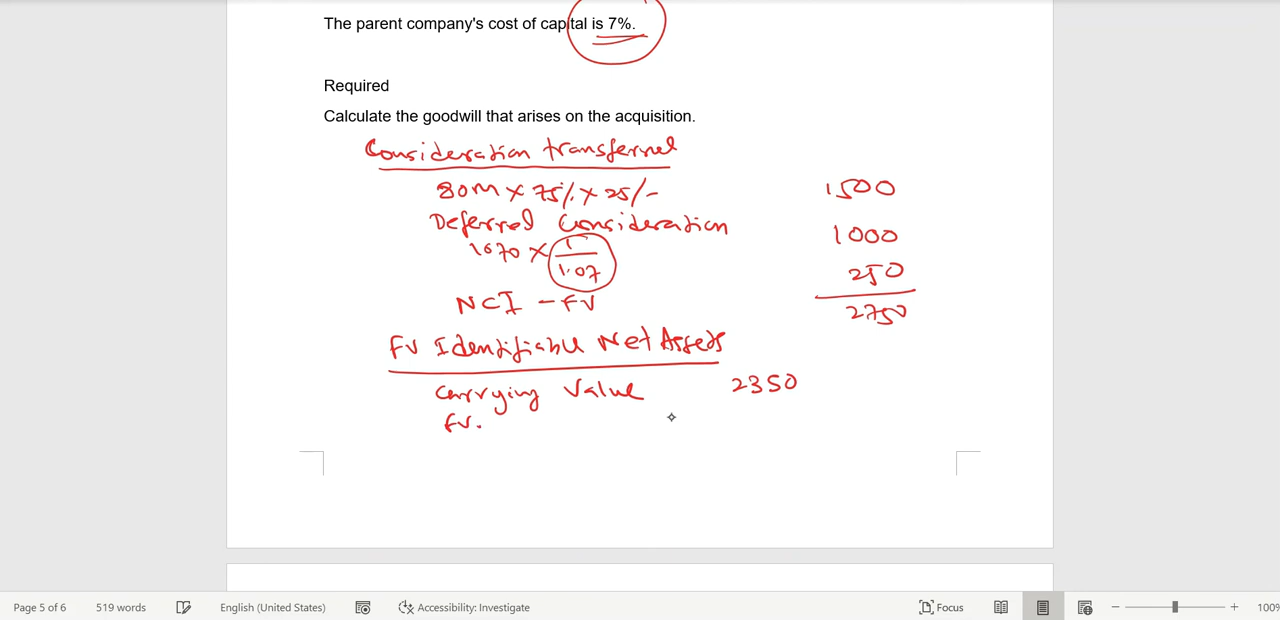 The parent company's cost of capital is 7%.
Required
Calculate the goodwill that arises on the acquisition.
Consideration transferred
80M × 75% × 25/- 1500
Deferred Consideration
1070 × 1/1.07 1000
NCI - FV 250
2750
FV Identifiable Net Assets
Carrying Value 2350
FV.
Page 5 of 6 519 words English (United States) Accessibility: Investigate Focus 100%